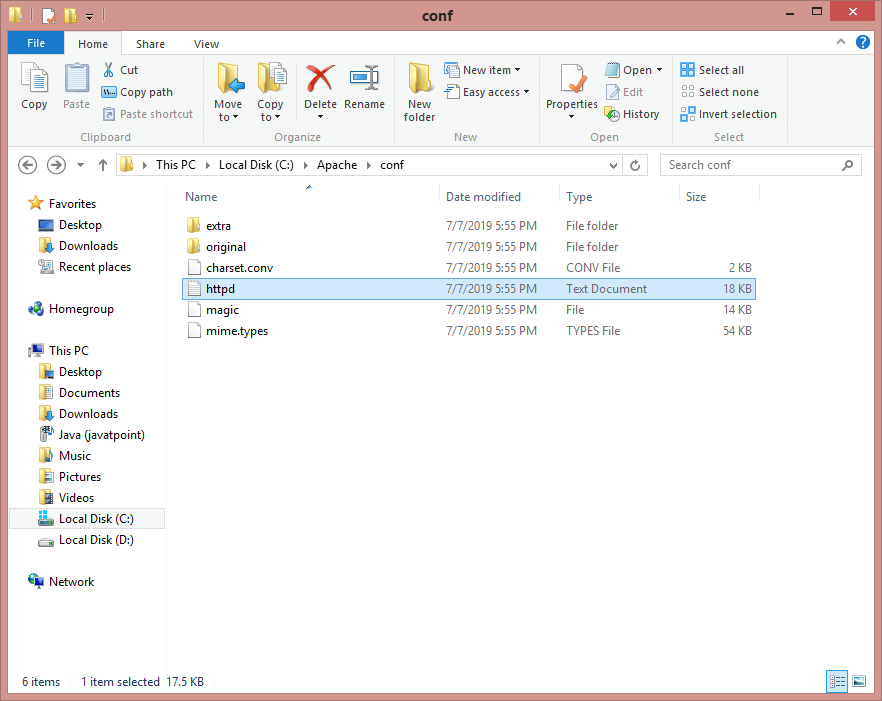 conf
File Home Share View
Copy Paste Cut Copy path Paste shortcut
Clipboard
Move to Copy to Delete Rename
Organize
New folder New item Easy access
New
Properties Open Edit History
Open
Select all Select none Invert selection
Select
This PC Local Disk (C:) Apache conf
Search conf
Favorites
Desktop
Downloads
Recent places
Homegroup
This PC
Desktop
Documents
Downloads
Java (javatpoint)
Music
Pictures
Videos
Local Disk (C:)
Local Disk (D:)
Network
Name Date modified Type Size
extra 7/7/2019 5:55 PM File folder
original 7/7/2019 5:55 PM File folder
charset.conv 7/7/2019 5:55 PM CONV File 2 KB
httpd 7/7/2019 5:55 PM Text Document 18 KB
magic 7/7/2019 5:55 PM File 14 KB
mime.types 7/7/2019 5:55 PM TYPES File 54 KB
6 items 1 item selected 17.5 KB